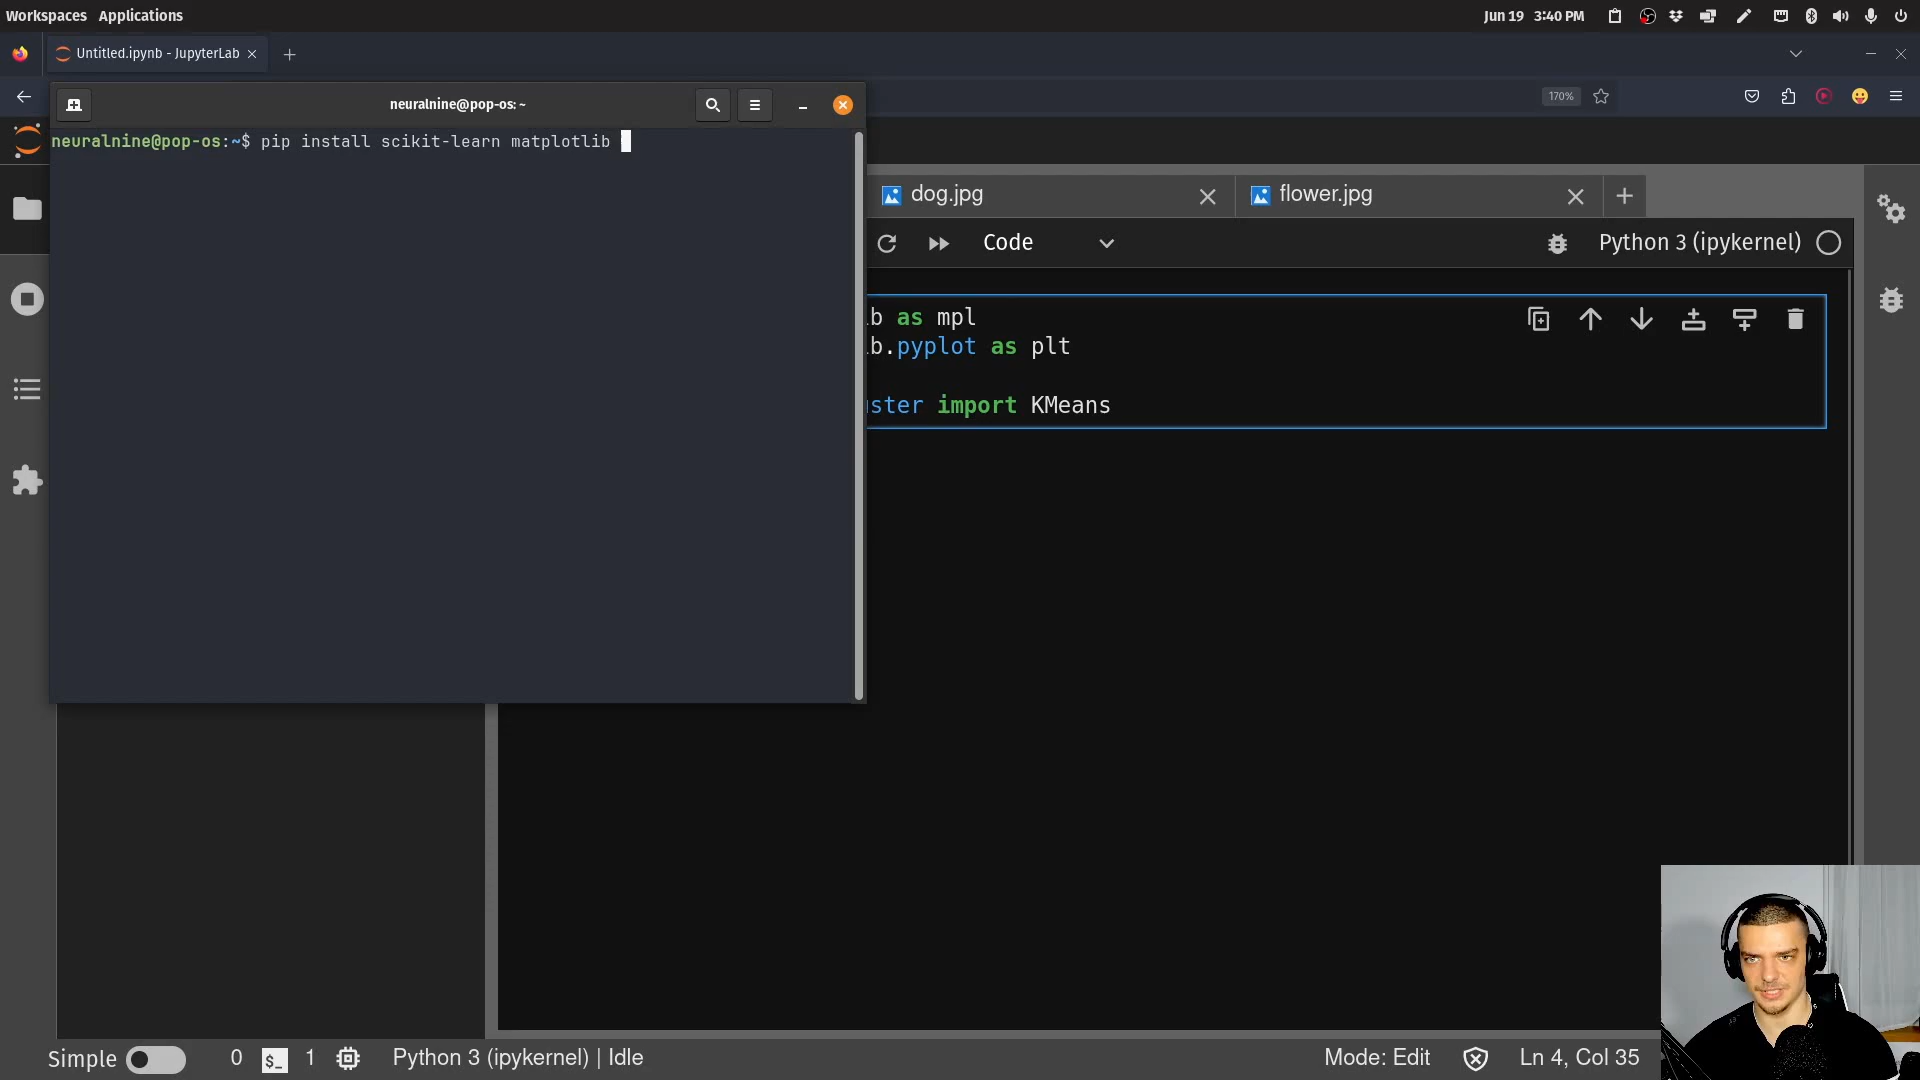 Workspaces Applications
Jun 19 3:40 PM
Untitled.ipynb - JupyterLab
170%
neuralnine@pop-os: ~
neuralnine@pop-os:~$ pip install scikit-learn matplotlib
dog.jpg
flower.jpg
Code
Python 3 (ipykernel)
b as mpl
b.pyplot as plt
ster import KMeans
Simple
0
$_
1
Python 3 (ipykernel) | Idle
Mode: Edit
Ln 4, Col 35